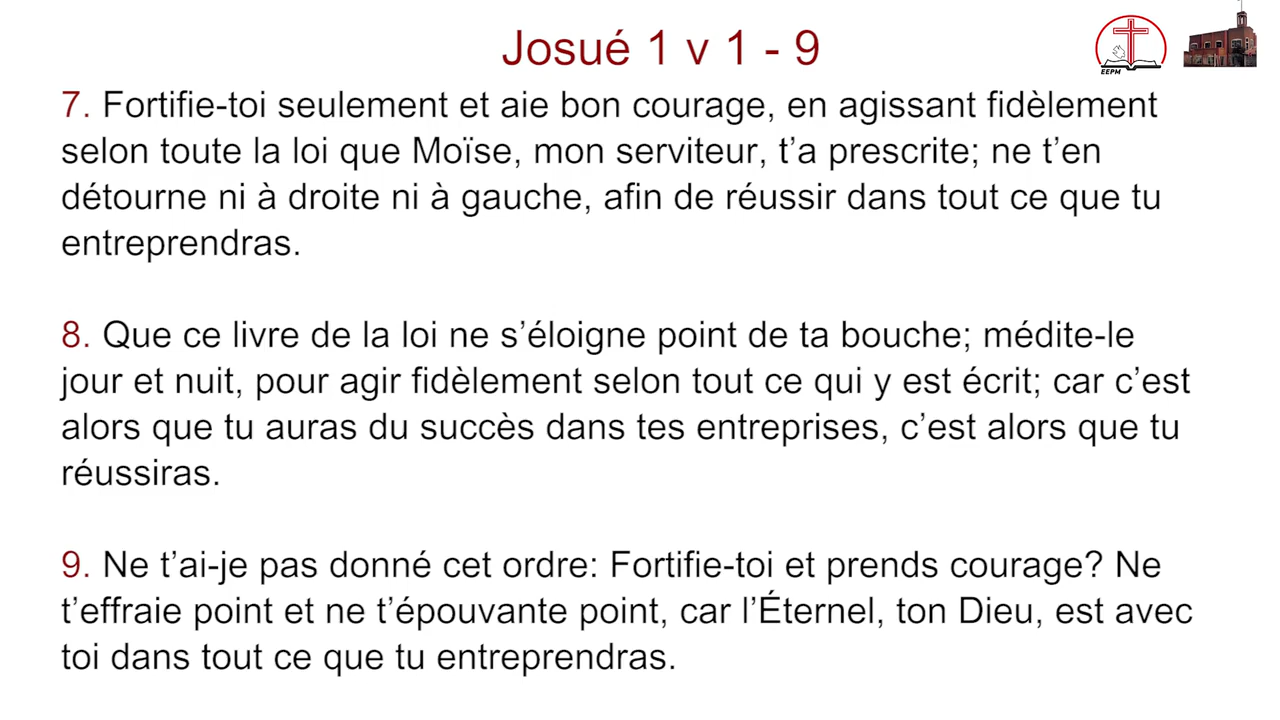 Josué 1 v 1 - 9
EEPM
7. Fortifie-toi seulement et aie bon courage, en agissant fidèlement
selon toute la loi que Moïse, mon serviteur, t’a prescrite; ne t’en
détourne ni à droite ni à gauche, afin de réussir dans tout ce que tu
entreprendras.
8. Que ce livre de la loi ne s’éloigne point de ta bouche; médite-le
jour et nuit, pour agir fidèlement selon tout ce qui y est écrit; car c’est
alors que tu auras du succès dans tes entreprises, c’est alors que tu
réussiras.
9. Ne t’ai-je pas donné cet ordre: Fortifie-toi et prends courage? Ne
t’effraie point et ne t’épouvante point, car l’Éternel, ton Dieu, est avec
toi dans tout ce que tu entreprendras.